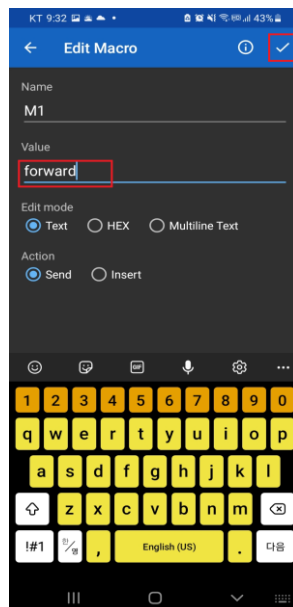 KT 9:32 43%
Edit Macro
Name
M1
Value
forward
Edit mode
Text HEX Multiline Text
Action
Send Insert
GIF
1 2 3 4 5 6 7 8 9 0
q w e r t y u i o p
a s d f g h j k l
z x c v b n m
!#1 한/영 , English (US) . 다음